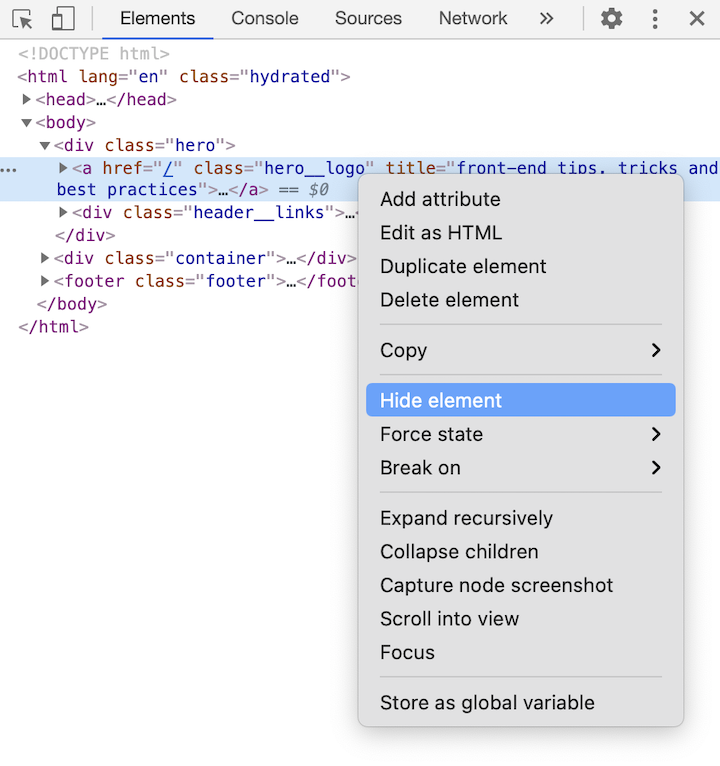 Elements Console Sources Network »
<!DOCTYPE html>
<html lang="en" class="hydrated">
▶<head>…</head>
▼<body>
▼<div class="hero">
… ▶<a href="/" class="hero__logo" title="front-end tips, tricks and
best practices">…</a> == $0
▶<div class="header__links">…<
</div>
▶<div class="container">…</div>
▶<footer class="footer">…</foot
</body>
</html>
Add attribute
Edit as HTML
Duplicate element
Delete element
Copy
Hide element
Force state
Break on
Expand recursively
Collapse children
Capture node screenshot
Scroll into view
Focus
Store as global variable